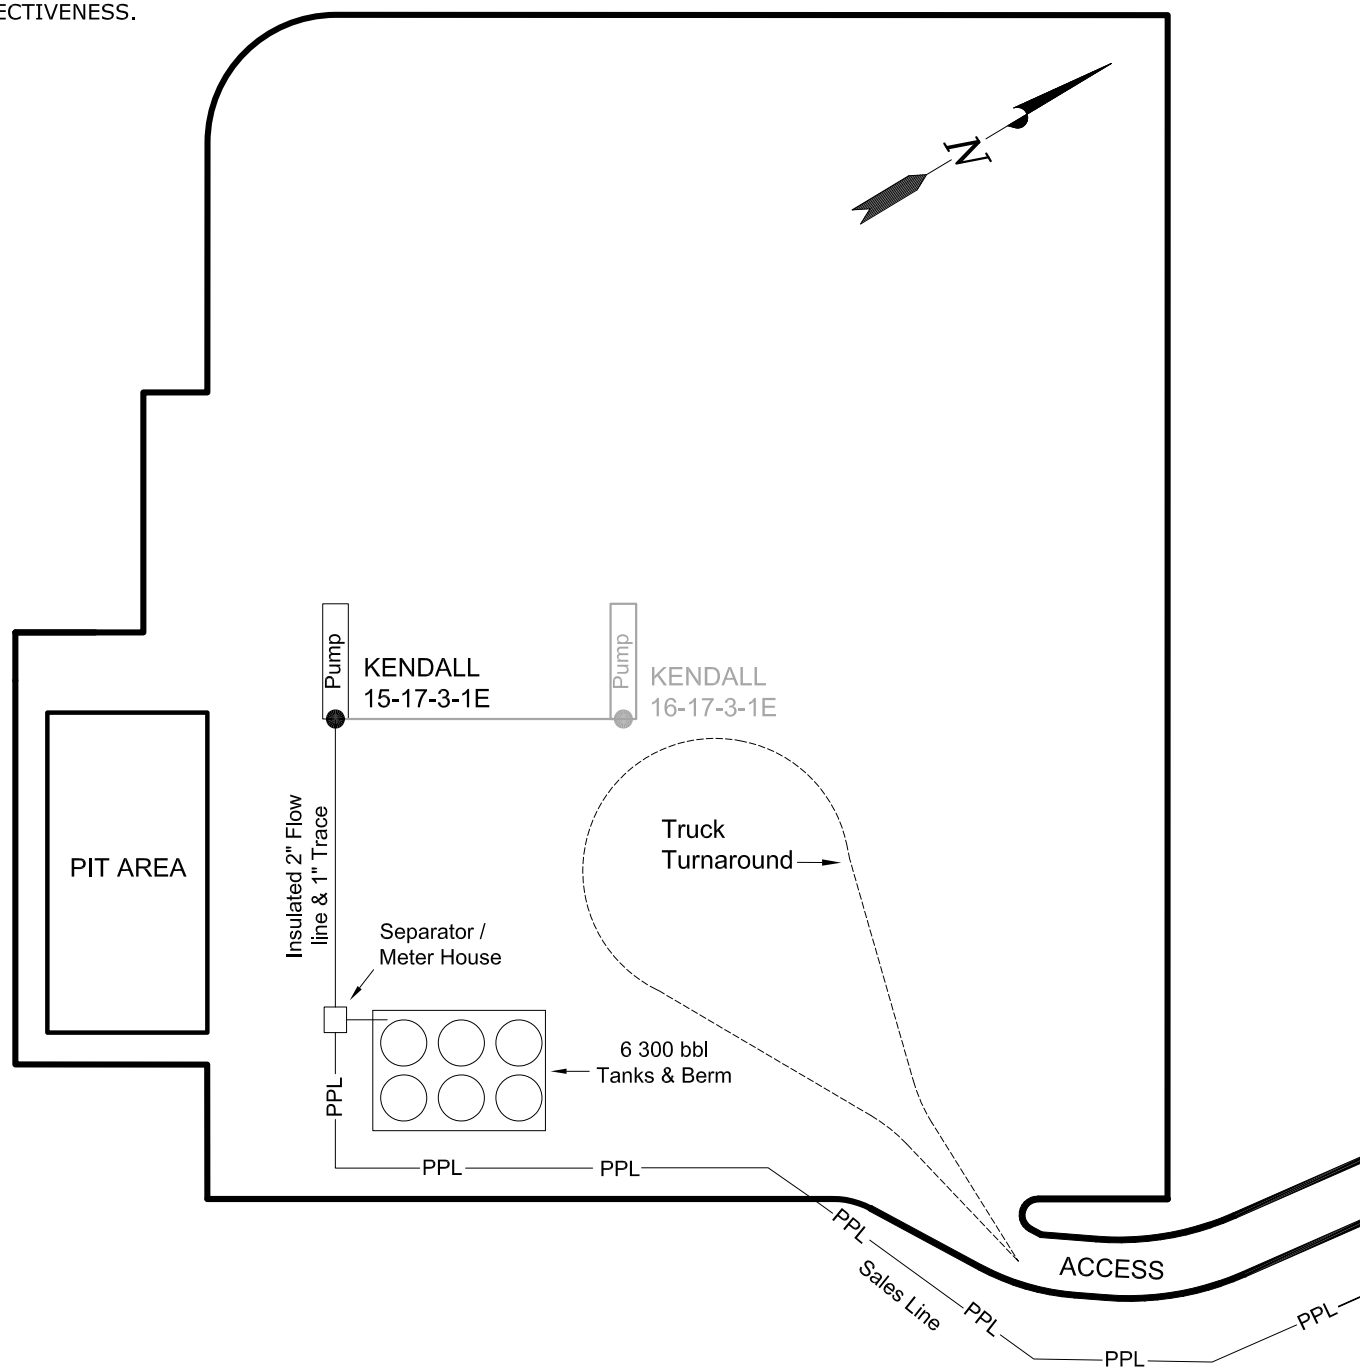 ECTIVENESS.
N
Pump
KENDALL
15-17-3-1E
Pump
KENDALL
16-17-3-1E
Insulated 2" Flow
line & 1" Trace
Truck
Turnaround
PIT AREA
Separator /
Meter House
6 300 bbl
Tanks & Berm
PPL
PPL
PPL
PPL
Sales Line
ACCESS
PPL
PPL
PPL